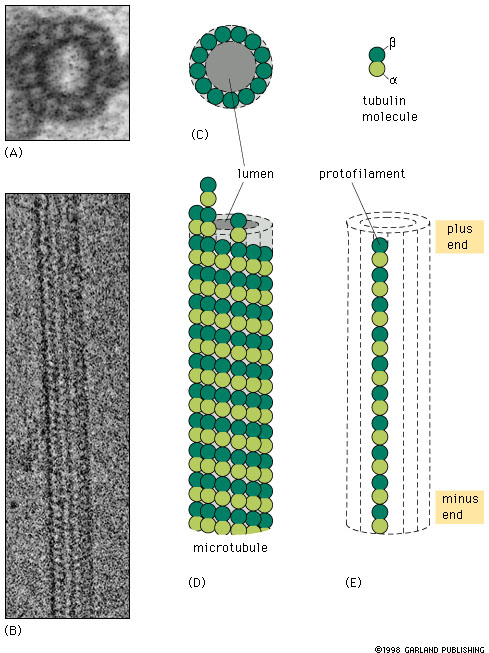 β
α
tubulin
molecule
(C)
(A)
lumen
protofilament
plus
end
minus
end
microtubule
(D)
(E)
(B)
©1998 GARLAND PUBLISHING